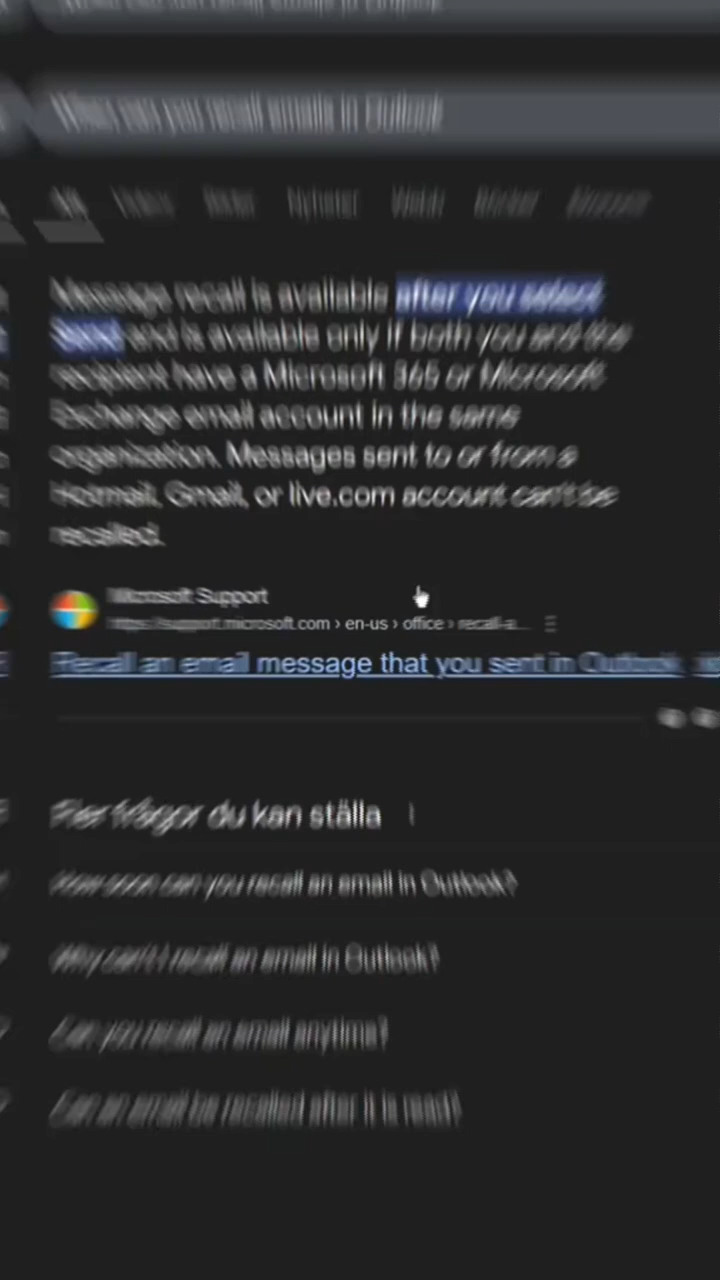 When can you recall emails in Outlook
Message recall is available after you select
Send and is available only if both you and the
recipient have a Microsoft 365 or Microsoft
Exchange email account in the same
organization. Messages sent to or from a
Hotmail, Gmail, or live.com account can't be
recalled.
Microsoft Support
https://support.microsoft.com › en-us › office › recall-a...
Recall an email message that you sent in Outlook
Fler frågor du kan ställa
How soon can you recall an email in Outlook?
Why can't I recall an email in Outlook?
Can you recall an email anytime?
Can an email be recalled after it is read?